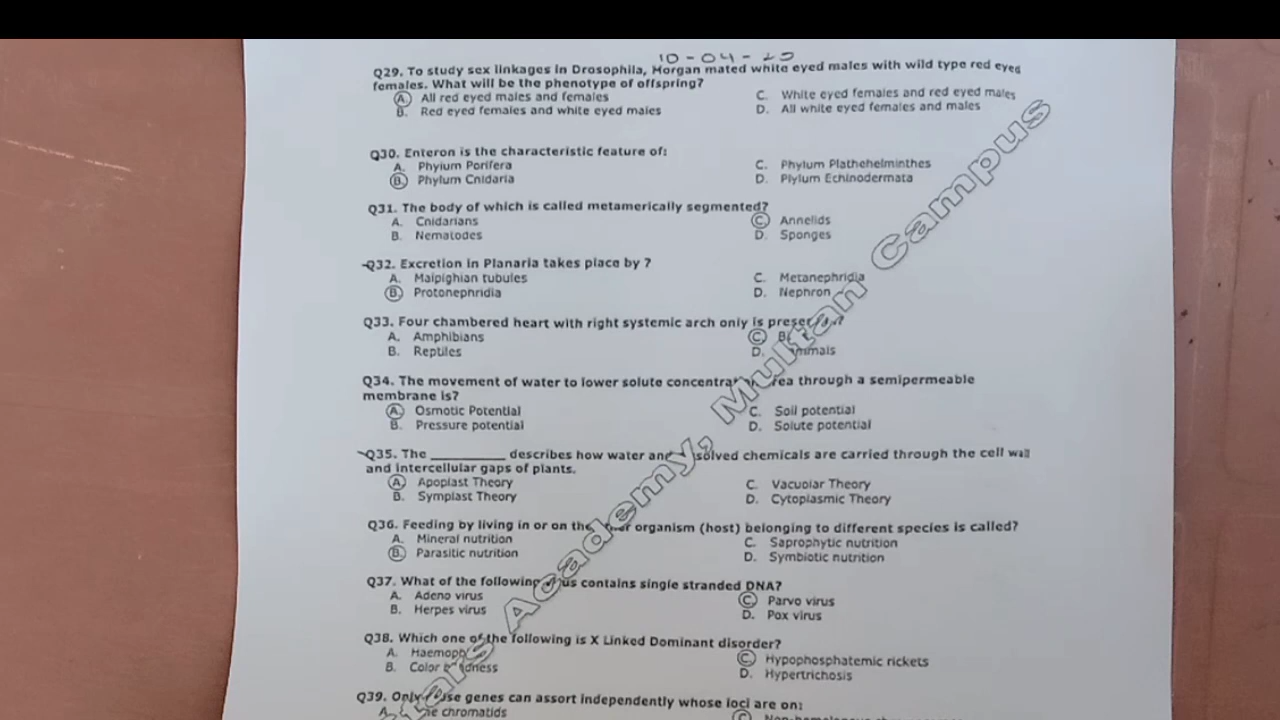 10-04-25
Q29. To study sex linkages in Drosophila, Morgan mated white eyed males with wild type red eyed
females. What will be the phenotype of offspring?
A. All red eyed males and females
C. White eyed females and red eyed males
B. Red eyed females and white eyed males
D. All white eyed females and males
Q30. Enteron is the characteristic feature of:
A. Phylum Porifera
C. Phylum Plathehelminthes
B. Phylum Cnidaria
D. Plylum Echinodermata
Q31. The body of which is called metamerically segmented?
A. Cnidarians
C. Annelids
B. Nematodes
D. Sponges
Q32. Excretion in Planaria takes place by ?
A. Malpighian tubules
C. Metanephridia
B. Protonephridia
D. Nephron
Q33. Four chambered heart with right systemic arch only is present
A. Amphibians
C.
B. Reptiles
D. Mammals
Q34. The movement of water to lower solute concentration area through a semipermeable
membrane is?
A. Osmotic Potential
C. Soil potential
B. Pressure potential
D. Solute potential
Q35. The __________ describes how water and dissolved chemicals are carried through the cell wall
and intercellular gaps of plants.
A. Apoplast Theory
C. Vacuolar Theory
B. Symplast Theory
D. Cytoplasmic Theory
Q36. Feeding by living in or on the other organism (host) belonging to different species is called?
A. Mineral nutrition
C. Saprophytic nutrition
B. Parasitic nutrition
D. Symbiotic nutrition
Q37. What of the following virus contains single stranded DNA?
A. Adeno virus
C. Parvo virus
B. Herpes virus
D. Pox virus
Q38. Which one of the following is X Linked Dominant disorder?
A.
C. Hypophosphatemic rickets
B. Color blindness
D. Hypertrichosis
Q39. Only those genes can assort independently whose loci are on:
A. chromatids
C.
Academy, Multan Campus